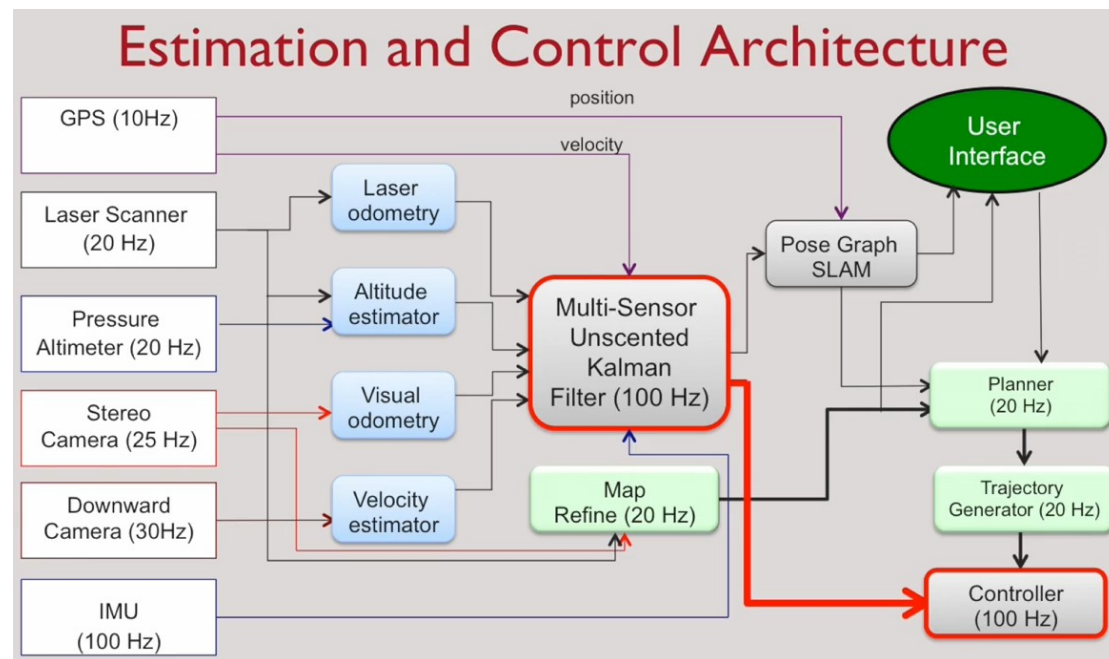 Estimation and Control Architecture
GPS (10Hz)
position
velocity
User
Interface
Laser
odometry
Laser Scanner
(20 Hz)
Pose Graph
SLAM
Altitude
estimator
Multi-Sensor
Unscented
Kalman
Filter (100 Hz)
Pressure
Altimeter (20 Hz)
Visual
odometry
Planner
(20 Hz)
Stereo
Camera (25 Hz)
Velocity
estimator
Map
Refine (20 Hz)
Trajectory
Generator (20 Hz)
Downward
Camera (30Hz)
IMU
(100 Hz)
Controller
(100 Hz)